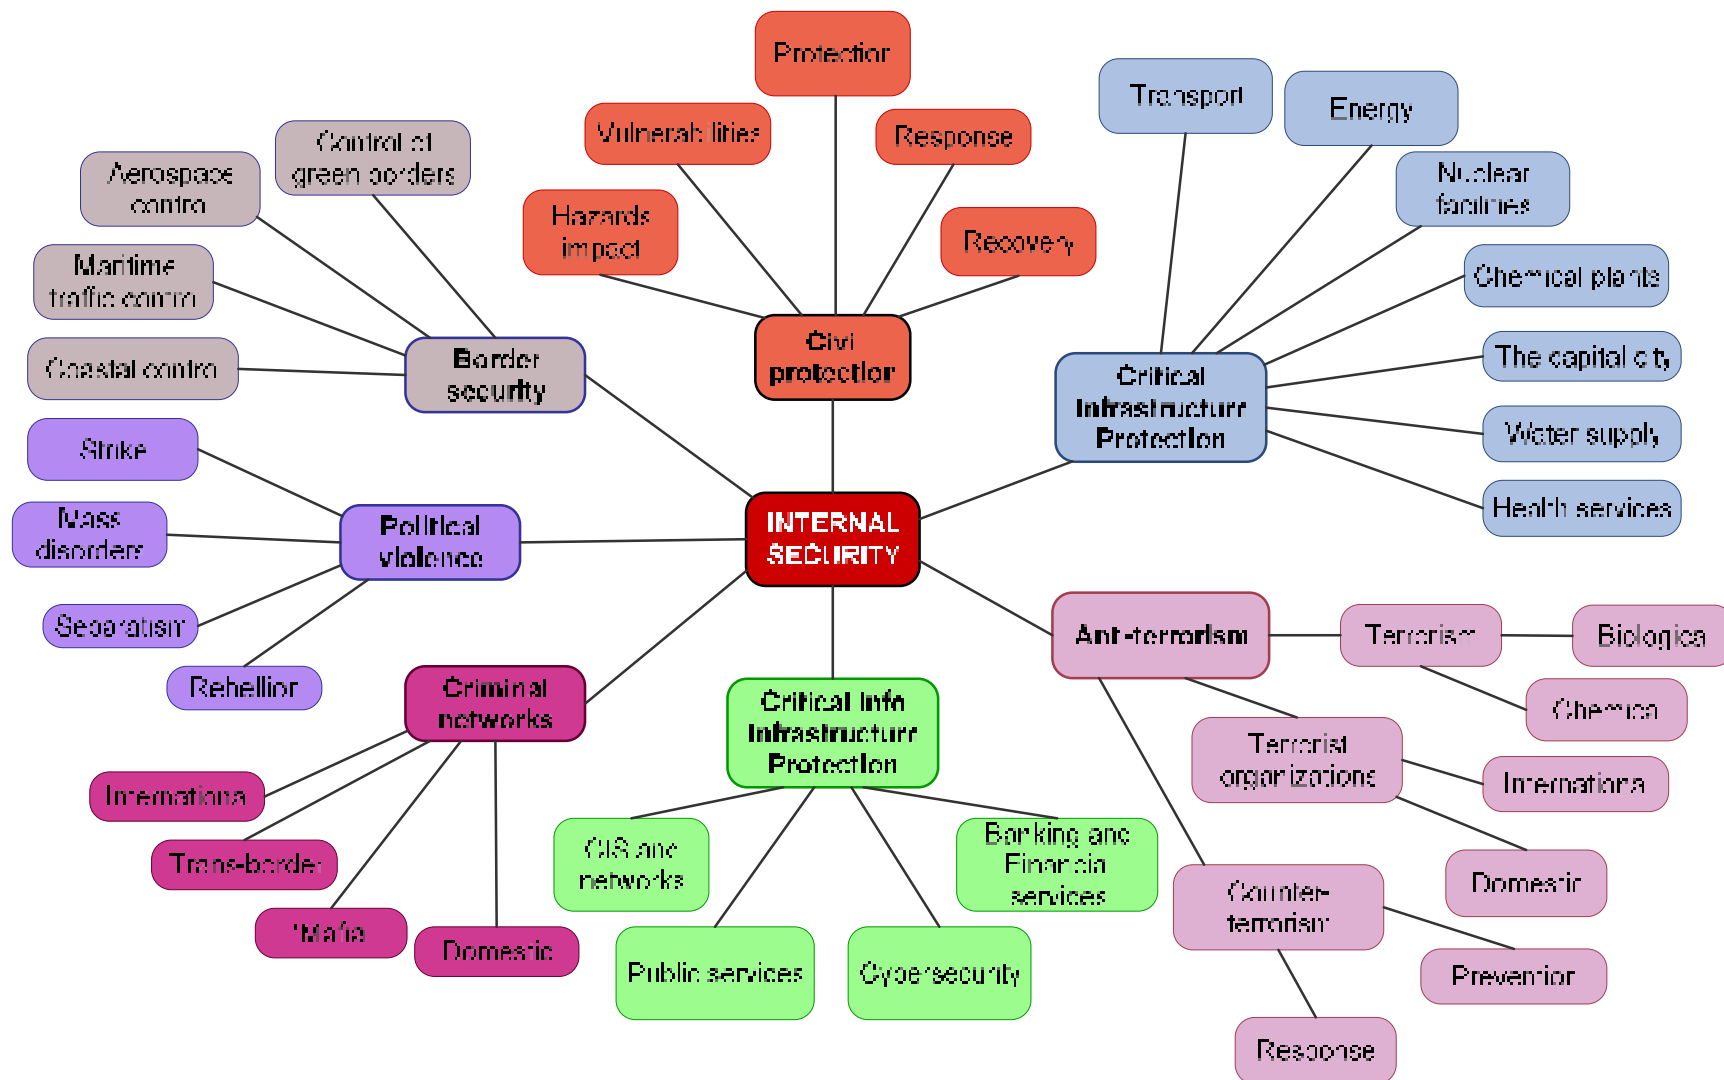 Protection
Transport
Energy
Vulnerabilities
Response
Control of
green borders
Aerospace
control
Nuclear
facilities
Hazards
impact
Recovery
Maritime
traffic control
Chemical plants
Civil
protection
Border
security
Coastal control
The capital city
Critical
Infrastructure
Protection
Strike
Water supply
Mass
disorders
Political
violence
INTERNAL
SECURITY
Health services
Separatism
Anti-terrorism
Terrorism
Biological
Rebellion
Criminal
networks
Critical Info
Infrastructure
Protection
Chemical
Terrorist
organizations
International
International
Trans-border
CIS and
networks
Banking and
Financial
services
Domestic
Counter-
terrorism
"Mafia"
Domestic
Public services
Cybersecurity
Prevention
Response